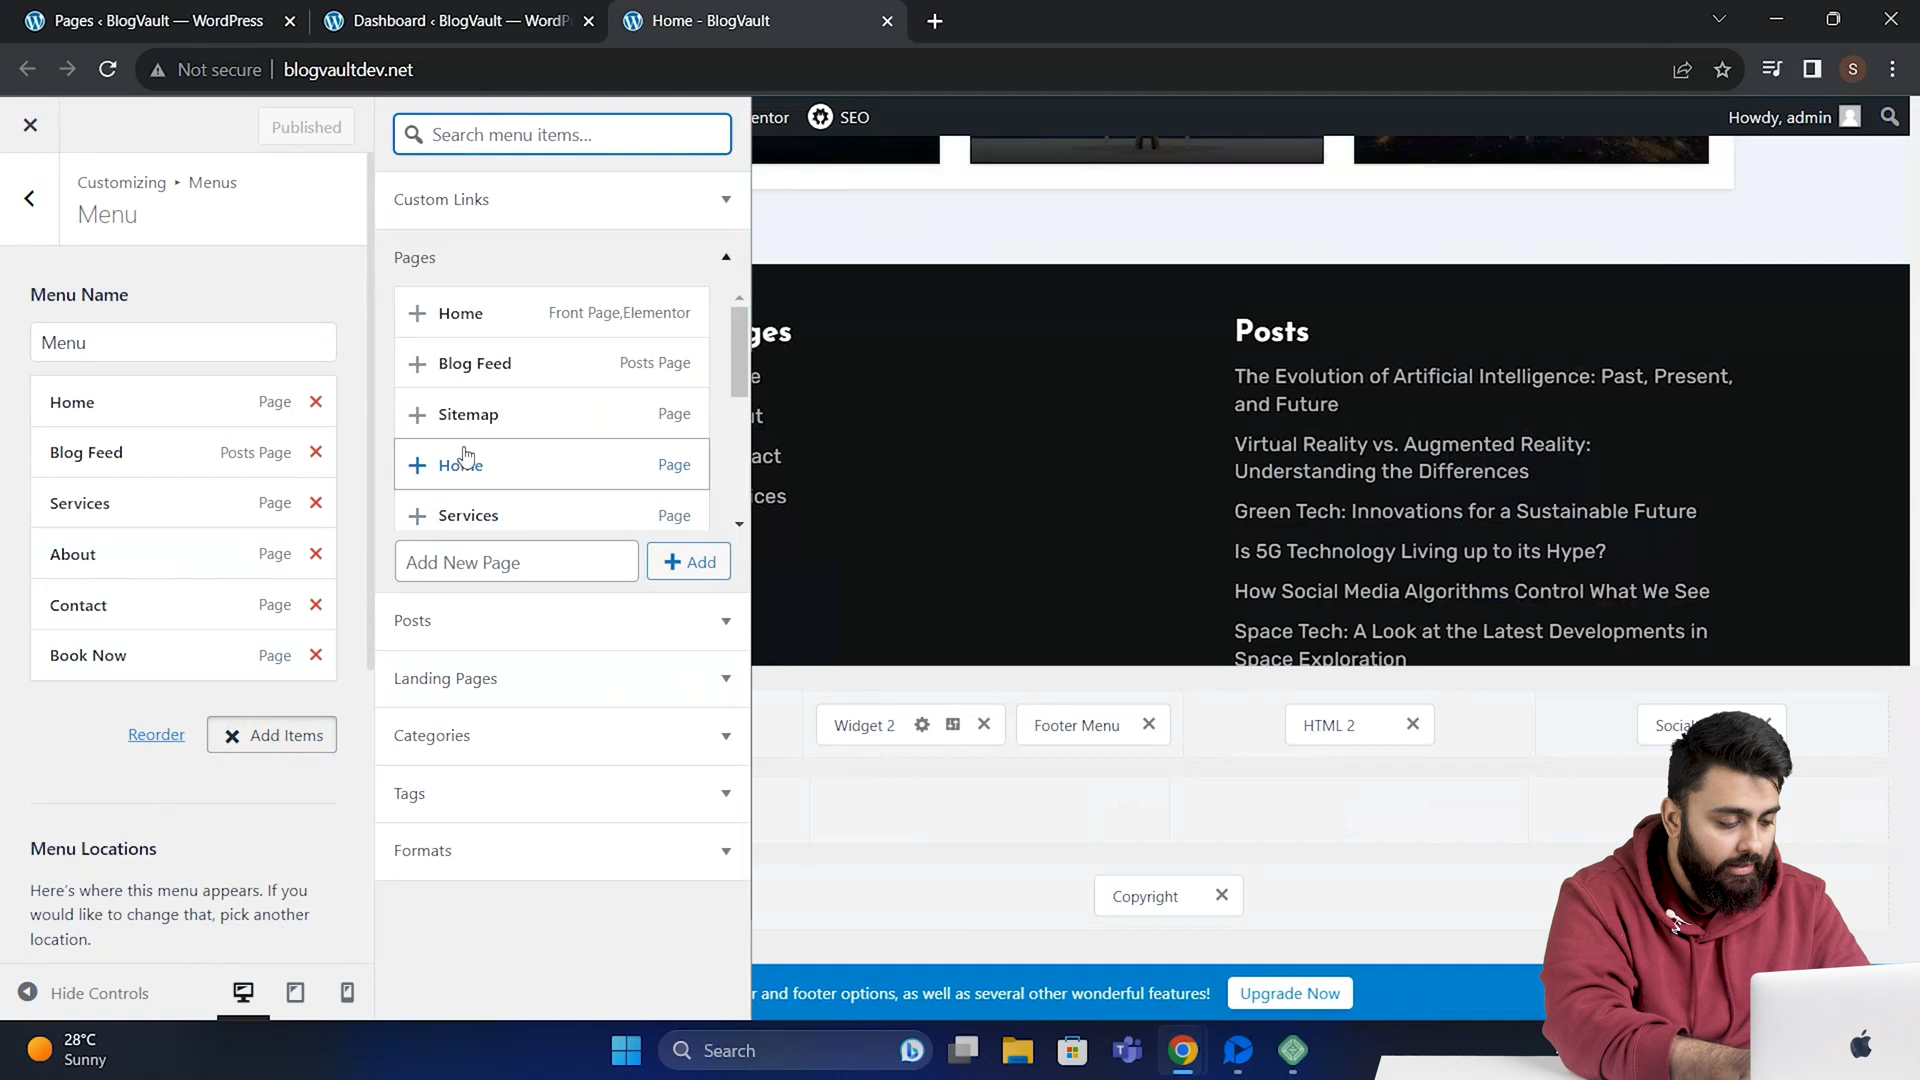 Pages ‹ BlogVault — WordPress
Dashboard ‹ BlogVault — WordP
Home - BlogVault
Not secure
blogvaultdev.net
S
entor
SEO
Howdy, admin
Published
Customizing ▸ Menus
Menu
Menu Name
Menu
Home Page
Blog Feed Posts Page
Services Page
About Page
Contact Page
Book Now Page
Reorder
Add Items
Menu Locations
Here's where this menu appears. If you
would like to change that, pick another
location.
Hide Controls
Search menu items...
Custom Links
Pages
Home Front Page,Elementor
Blog Feed Posts Page
Sitemap Page
Home Page
Services Page
Add New Page
Add
Posts
Landing Pages
Categories
Tags
Formats
ges
e
ut
act
ices
Posts
The Evolution of Artificial Intelligence: Past, Present,
and Future
Virtual Reality vs. Augmented Reality:
Understanding the Differences
Green Tech: Innovations for a Sustainable Future
Is 5G Technology Living up to its Hype?
How Social Media Algorithms Control What We See
Space Tech: A Look at the Latest Developments in
Space Exploration
Widget 2
Footer Menu
HTML 2
Social
Copyright
r and footer options, as well as several other wonderful features!
Upgrade Now
28°C
Sunny
Search